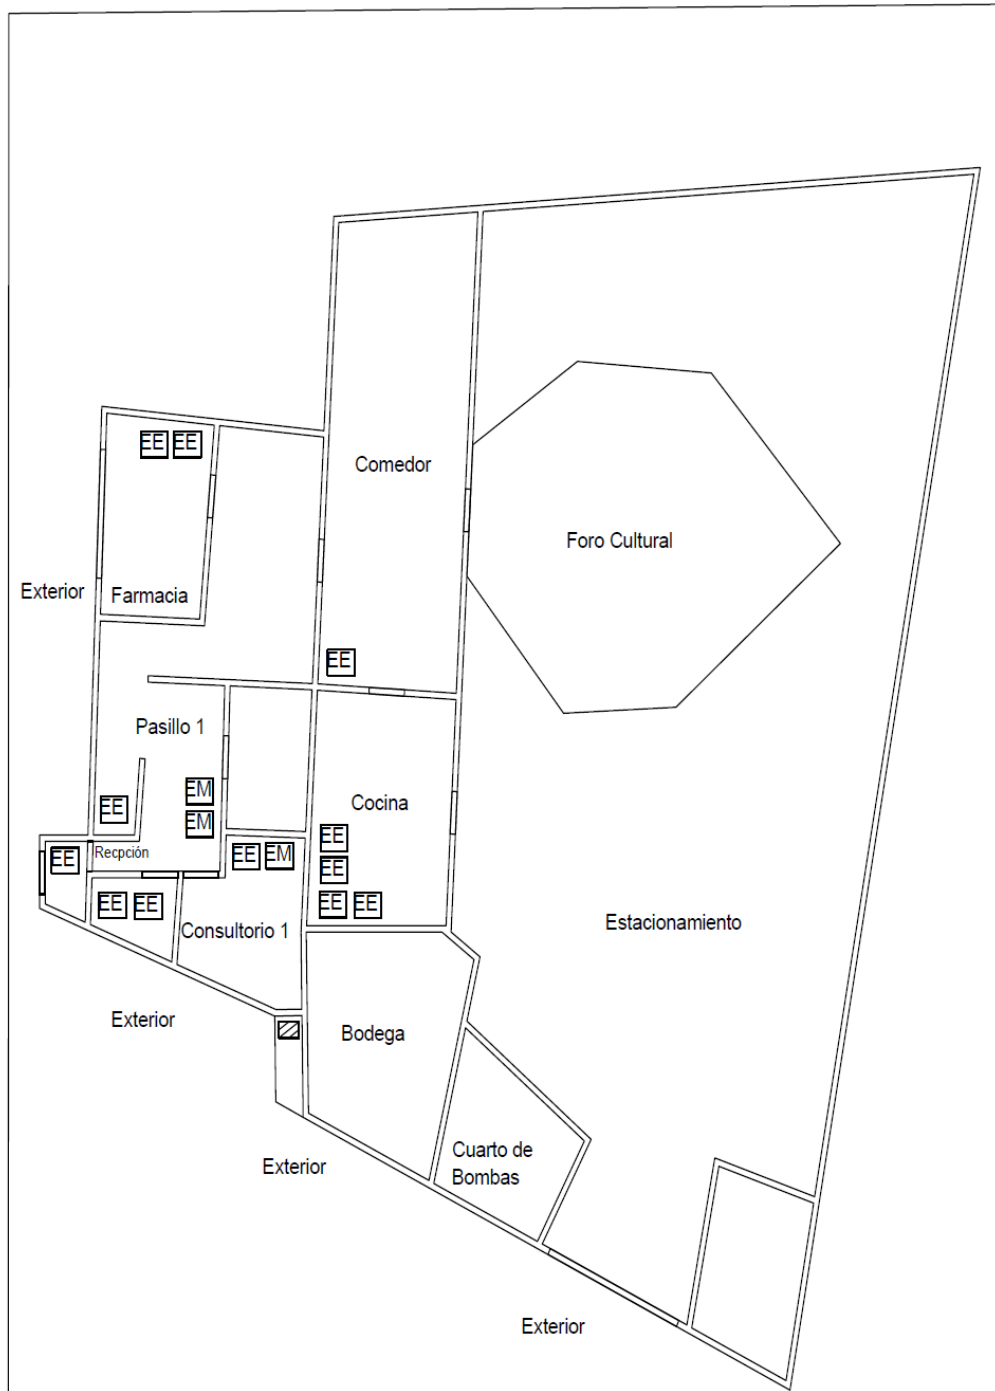 EE EE
Comedor
Foro Cultural
Exterior
Farmacia
EE
Pasillo 1
EM
EE
EM
Cocina
EE
Recpción
EE
EE EM
EE
EE EE
EE EE
Consultorio 1
Estacionamiento
Exterior
Bodega
Cuarto de
Bombas
Exterior
Exterior